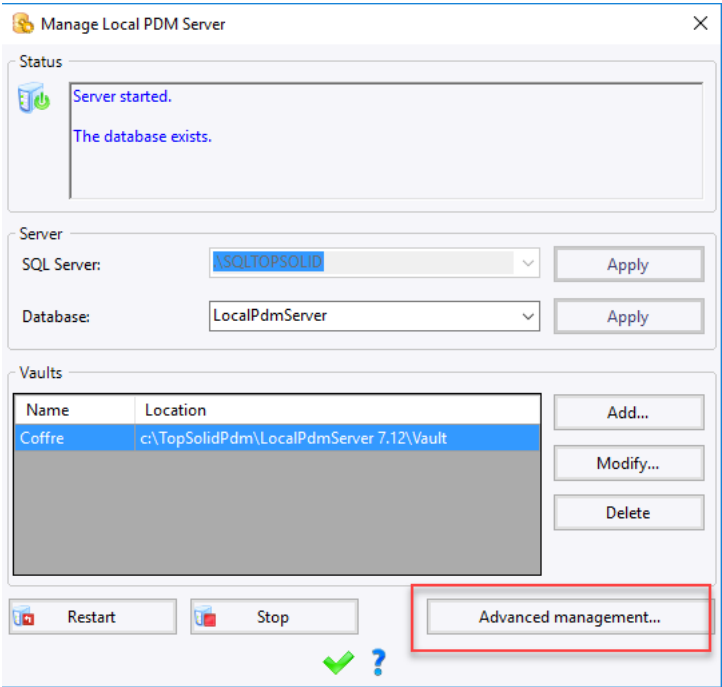 Manage Local PDM Server
Status
Server started.
The database exists.
Server
SQL Server: .\SQLTOPSOLID Apply
Database: LocalPdmServer Apply
Vaults
Name Location
Coffre c:\TopSolidPdm\LocalPdmServer 7.12\Vault
Add...
Modify...
Delete
Restart Stop Advanced management...